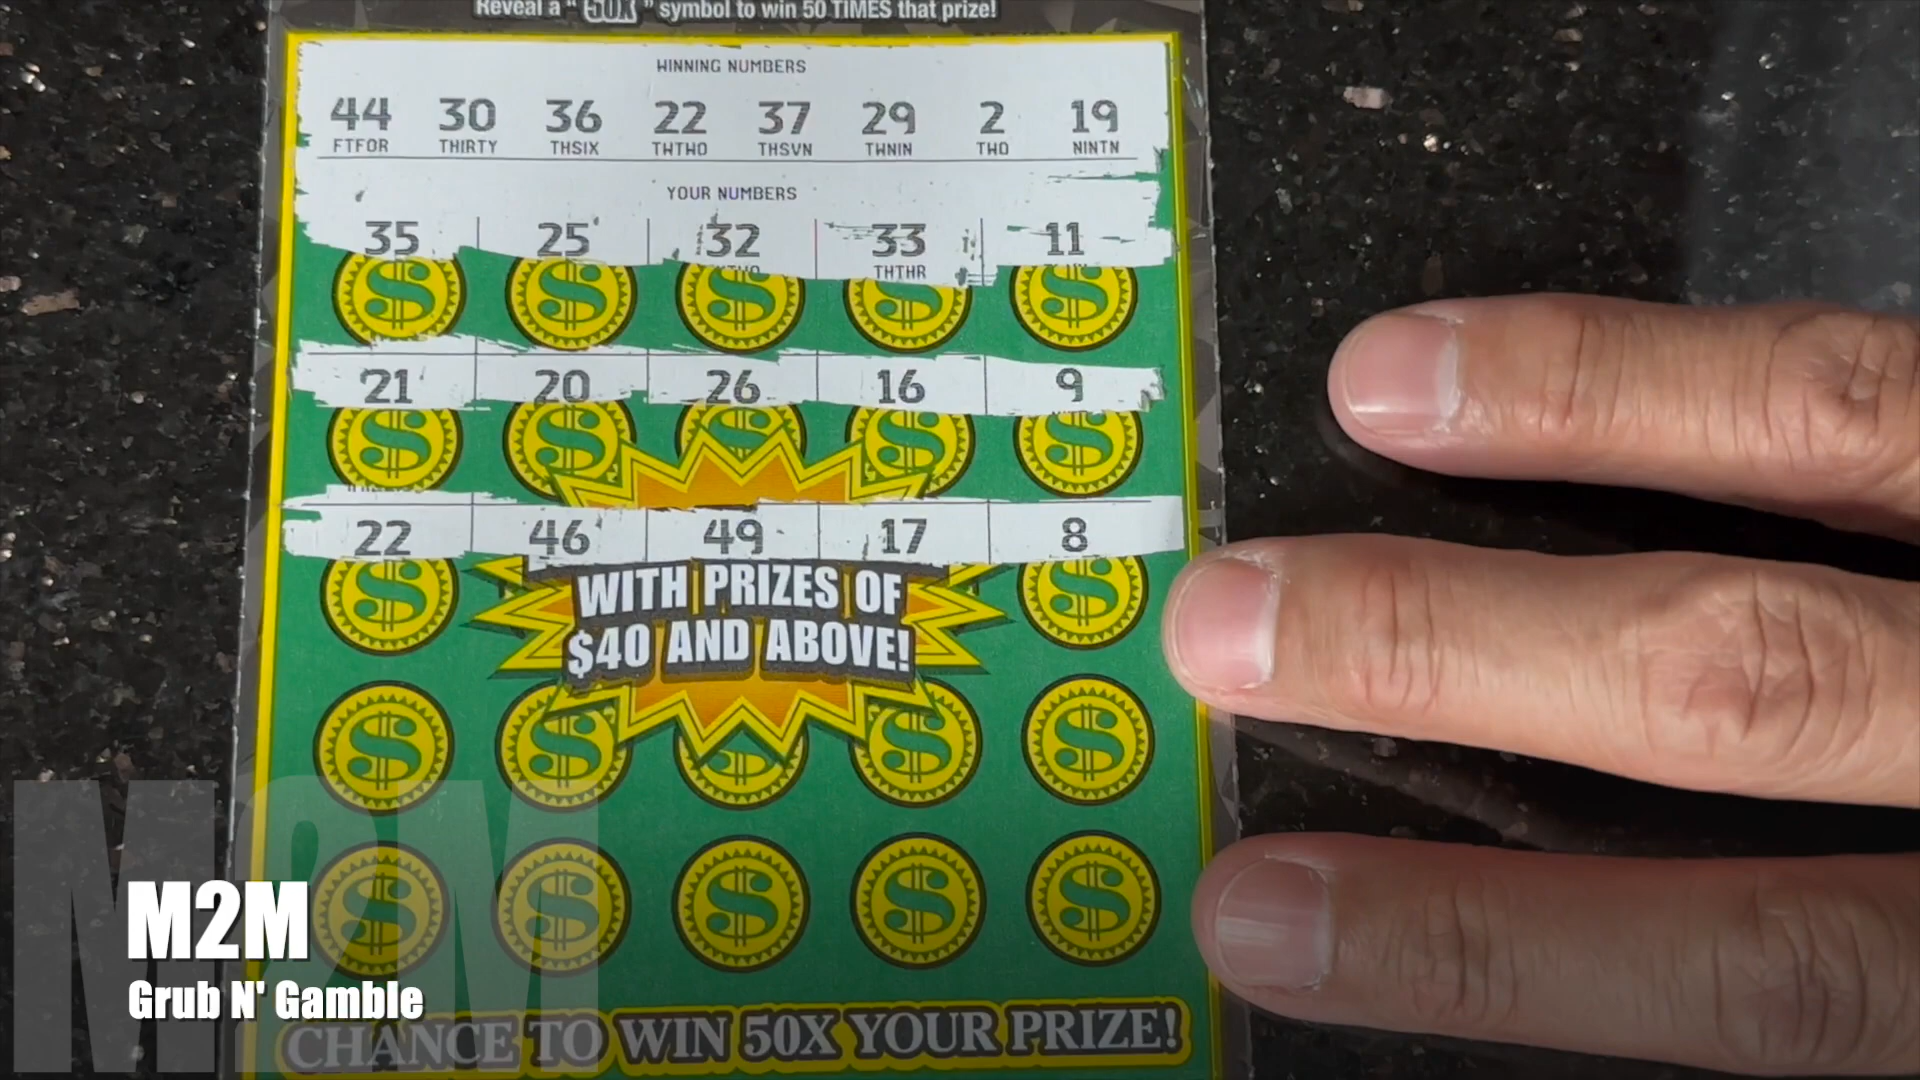 Reveal a "50X" symbol to win 50 TIMES that prize!
WINNING NUMBERS
44 30 36 22 37 29 2 19
FTFOR THIRTY THSIX TWTWO THSVN TWNIN TWO NINTN
YOUR NUMBERS
35 25 32 33 11
THTHR
21 20 26 16 9
22 46 49 17 8
WITH PRIZES OF
$40 AND ABOVE!
M2M
M2M
Grub N' Gamble
CHANCE TO WIN 50X YOUR PRIZE!